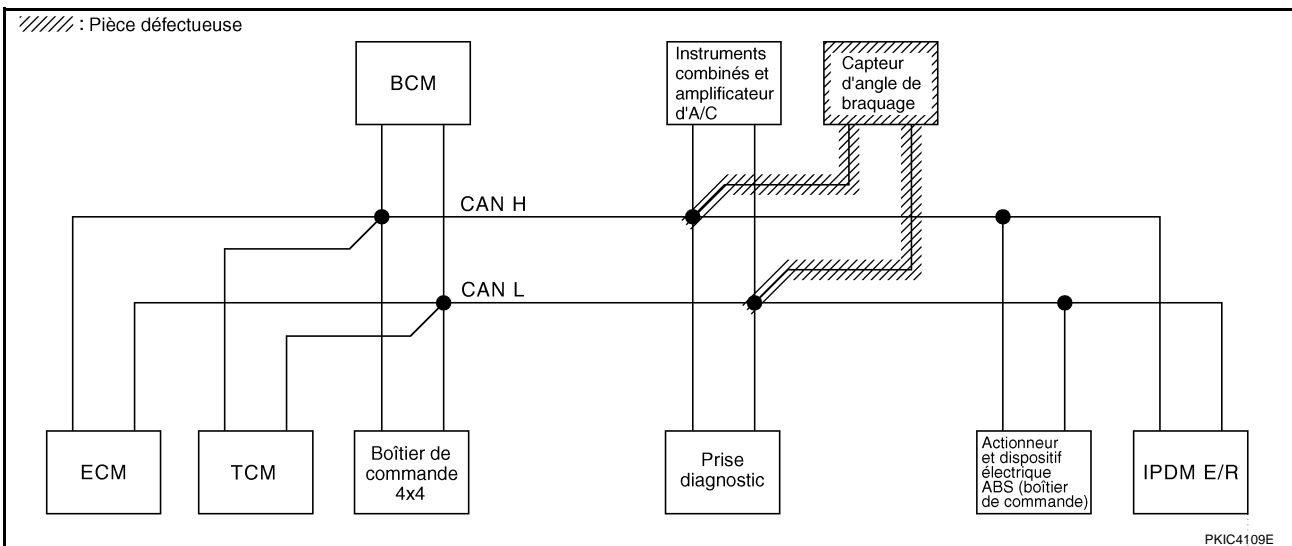 : Pièce défectueuse
BCM
Instruments
combinés et
amplificateur
d'A/C
Capteur
d'angle de
braquage
CAN H
CAN L
ECM
TCM
Boîtier de
commande
4x4
Prise
diagnostic
Actionneur
et dispositif
électrique
ABS (boîtier
de commande)
IPDM E/R
PKIC4109E